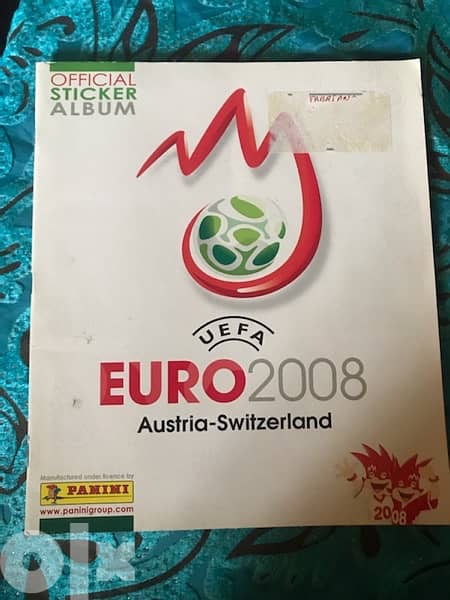 OFFICIAL
STICKER
ALBUM
UEFA
EURO2008
Austria-Switzerland
Manufactured under licence by
PANINI
www.paninigroup.com
2008
olx